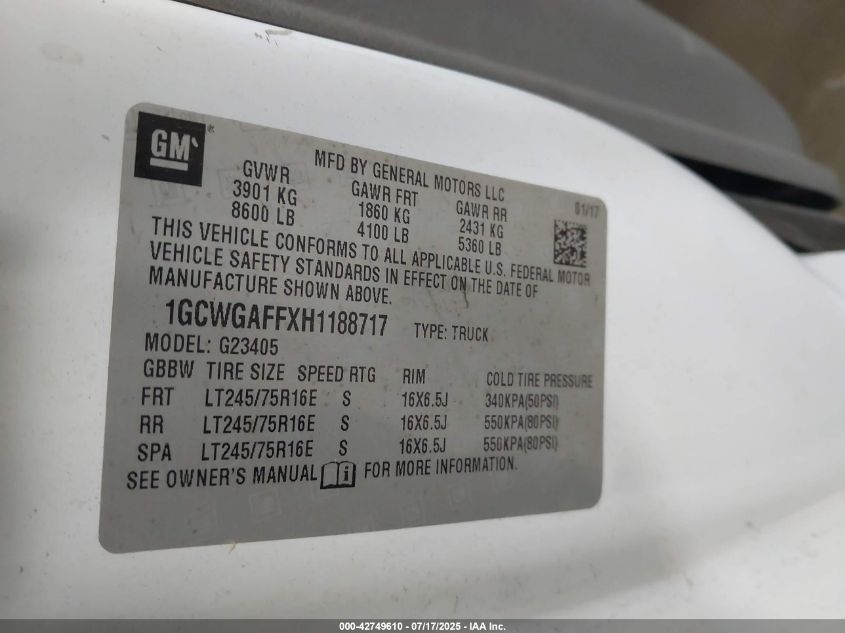 GM
MFD BY GENERAL MOTORS LLC
01/17
GVWR GAWR FRT GAWR RR
3901 KG 1860 KG 2431 KG
8600 LB 4100 LB 5360 LB
THIS VEHICLE CONFORMS TO ALL APPLICABLE U.S. FEDERAL MOTOR
VEHICLE SAFETY STANDARDS IN EFFECT ON THE DATE OF
MANUFACTURE SHOWN ABOVE.
1GCWGAFFXH1188717 TYPE: TRUCK
MODEL: G23405
GBBW TIRE SIZE SPEED RTG RIM COLD TIRE PRESSURE
FRT LT245/75R16E S 16X6.5J 340KPA(50PSI)
RR LT245/75R16E S 16X6.5J 550KPA(80PSI)
SPA LT245/75R16E S 16X6.5J 550KPA(80PSI)
SEE OWNER'S MANUAL i FOR MORE INFORMATION.
000-42749610 - 07/17/2025 - IAA Inc.